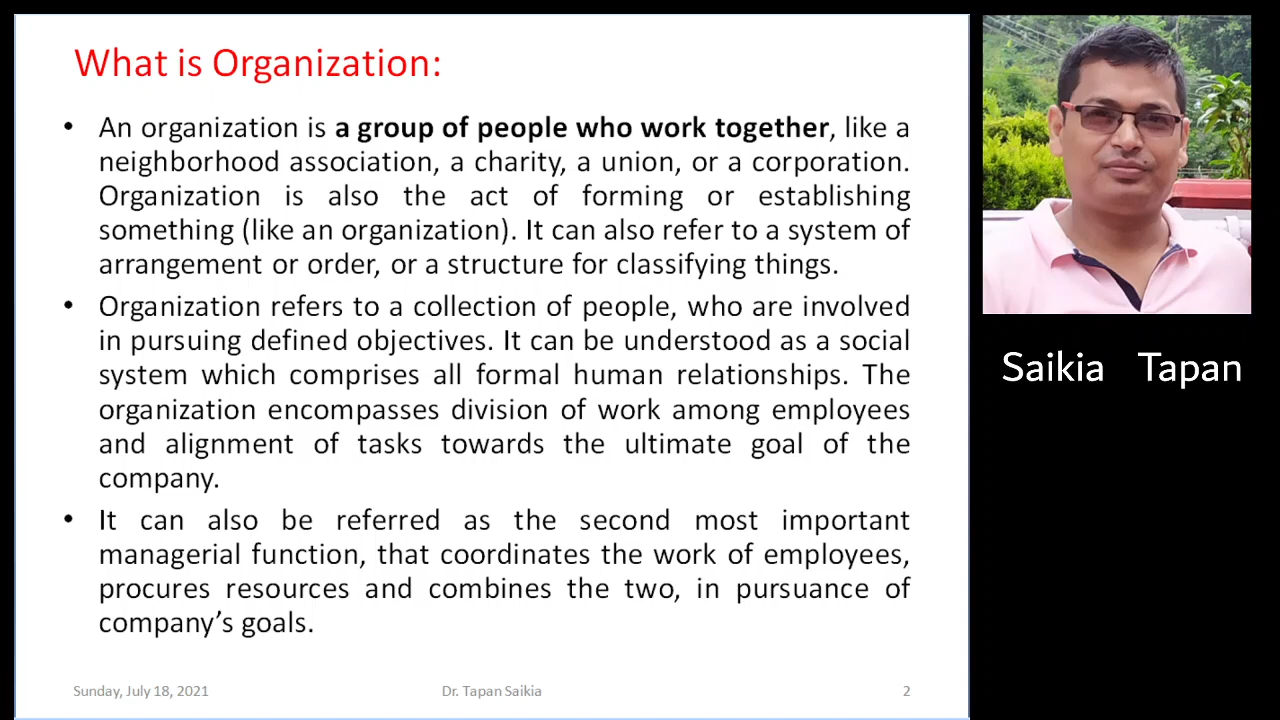 What is Organization:
• An organization is a group of people who work together, like a
neighborhood association, a charity, a union, or a corporation.
Organization is also the act of forming or establishing
something (like an organization). It can also refer to a system of
arrangement or order, or a structure for classifying things.
• Organization refers to a collection of people, who are involved
in pursuing defined objectives. It can be understood as a social
system which comprises all formal human relationships. The
organization encompasses division of work among employees
and alignment of tasks towards the ultimate goal of the
company.
• It can also be referred as the second most important
managerial function, that coordinates the work of employees,
procures resources and combines the two, in pursuance of
company’s goals.
Sunday, July 18, 2021 Dr. Tapan Saikia 2
Saikia Tapan